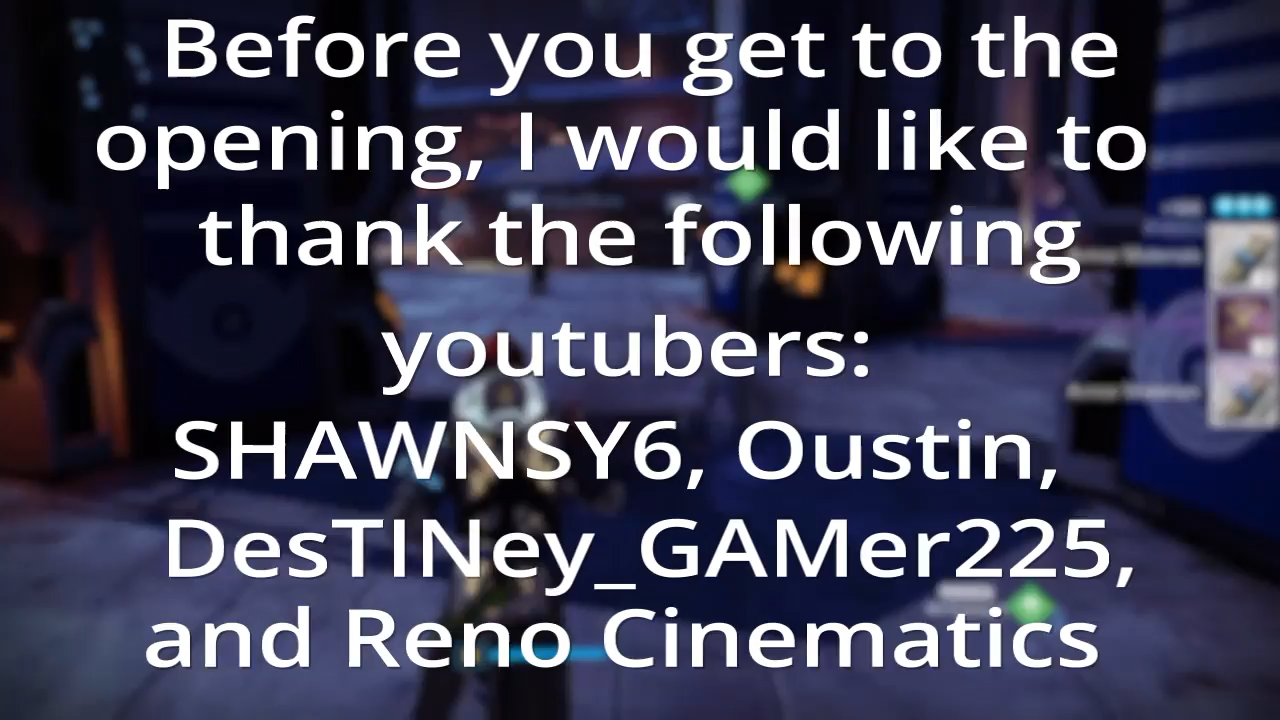 Before you get to the
opening, I would like to
thank the following
youtubers:
SHAWNSY6, Oustin,
DesTINey_GAMer225,
and Reno Cinematics